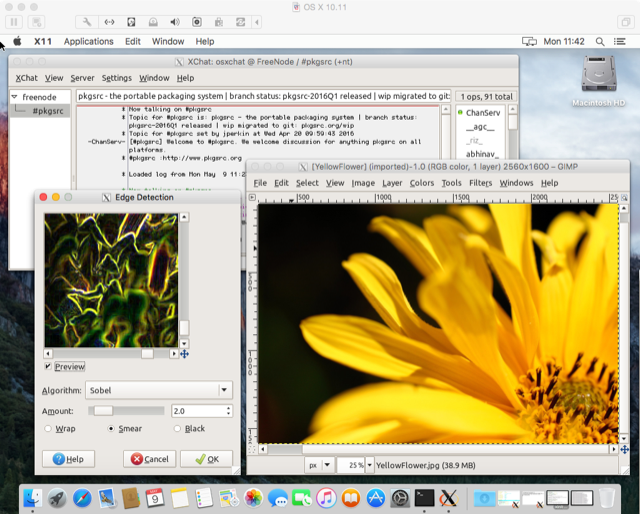 OS X 10.11
X11 Applications Edit Window Help Mon 11:42
XChat: osxchat @ FreeNode / #pkgsrc (+nt)
XChat View Server Settings Window Help
freenode
#pkgsrc
pkgsrc - the portable packaging system | branch status: pkgsrc-2016Q1 released | wip migrated to git:
1 ops, 91 total
ChanServ
__agc__
_riz_
abhinav_
* Now talking on #pkgsrc
* Topic for #pkgsrc is: pkgsrc - the portable packaging system | branch status:
pkgsrc-2016Q1 released | wip migrated to git: pkgsrc.org/wip
* Topic for #pkgsrc set by jperkin at Wed Apr 20 09:59:43 2016
-ChanServ- [#pkgsrc] Welcome to #pkgsrc. We welcome discussion for anything pkgsrc on all
platforms.
* #pkgsrc :http://www.pkgsrc.org
* Loaded log from Mon May 9 11:2
Macintosh HD
[YellowFlower] (imported)-1.0 (RGB color, 1 layer) 2560x1600 – GIMP
File Edit Select View Image Layer Colors Tools Filters Windows Help
500 1000 1500 2000 25
500
1000
15
px 25 % YellowFlower.jpg (38.9 MB)
Edge Detection
Preview
Algorithm: Sobel
Amount: 2.0
Wrap Smear Black
Help Cancel OK
9